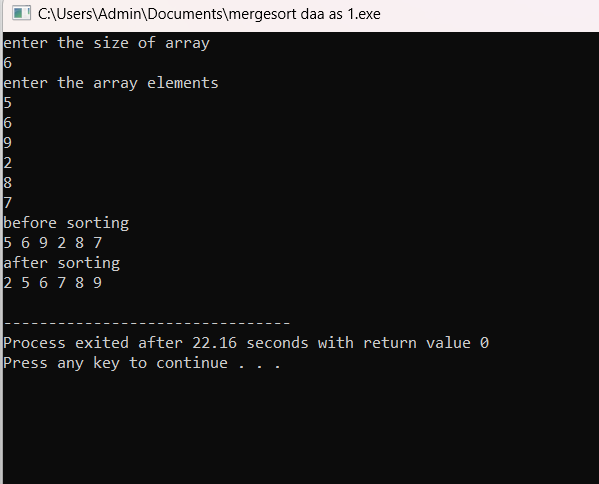 C:\Users\Admin\Documents\mergesort daa as 1.exe
enter the size of array
6
enter the array elements
5
6
9
2
8
7
before sorting
5 6 9 2 8 7
after sorting
2 5 6 7 8 9
--------------------------------
Process exited after 22.16 seconds with return value 0
Press any key to continue . . .